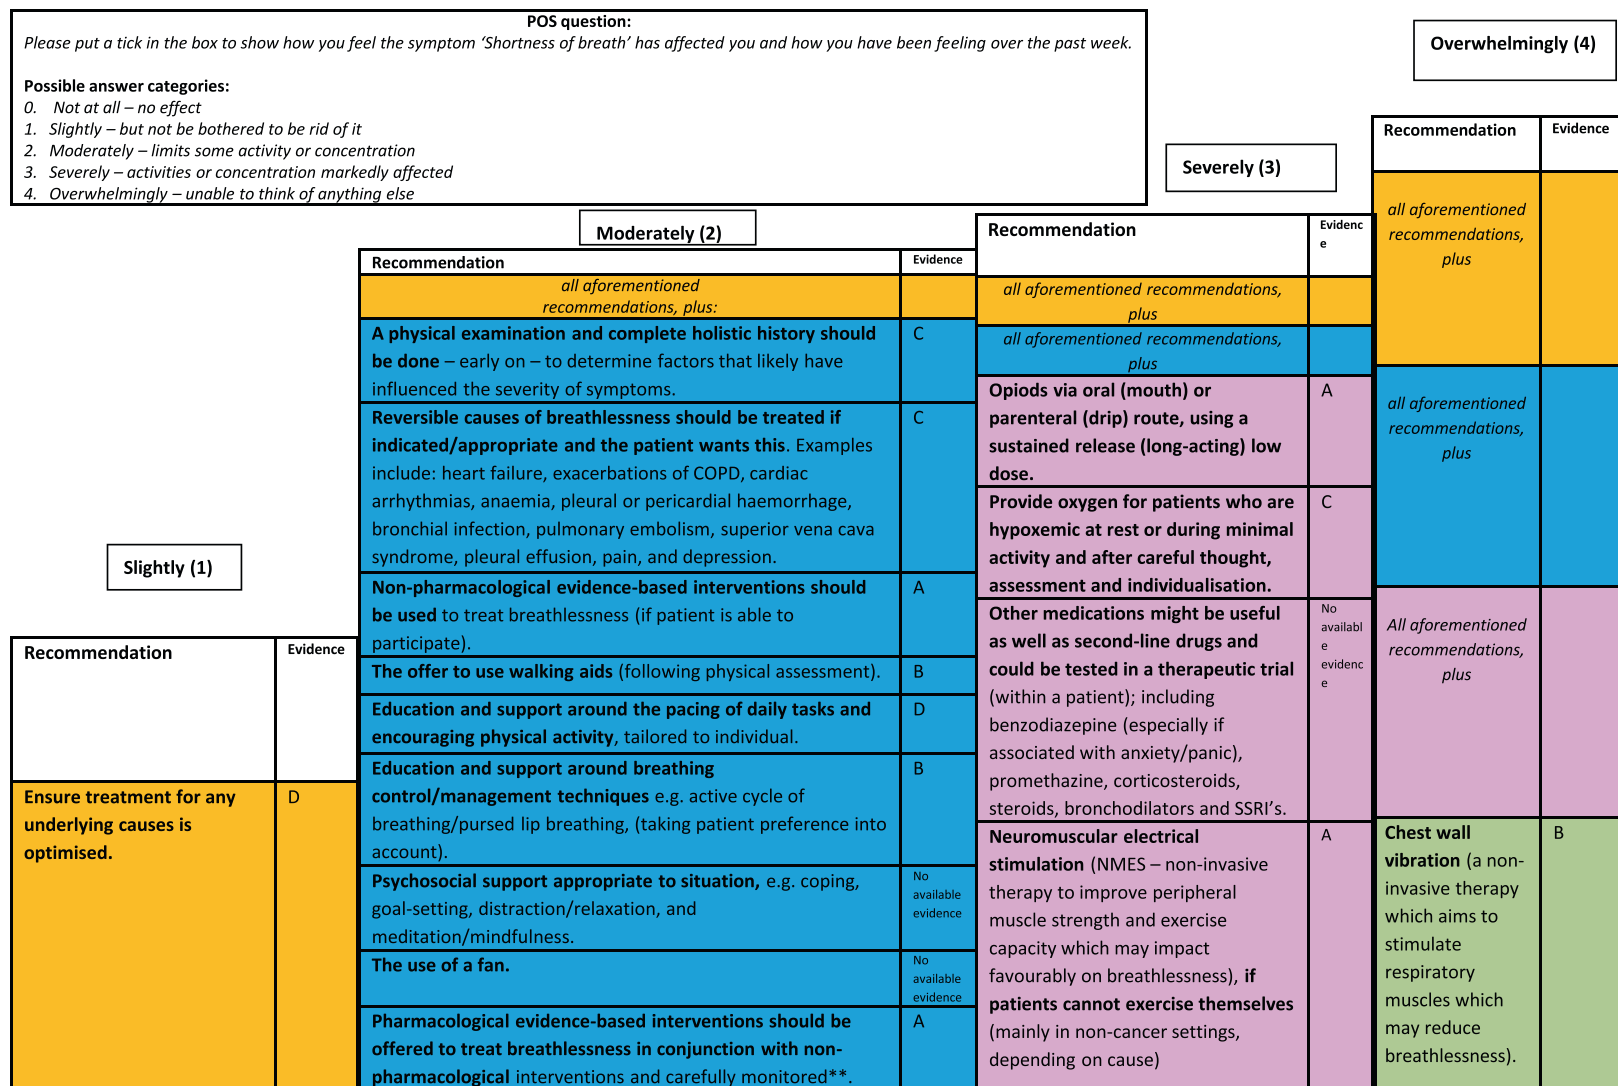 POS question:
Please put a tick in the box to show how you feel the symptom ‘Shortness of breath’ has affected you and how you have been feeling over the past week.
Possible answer categories:
0. Not at all – no effect
1. Slightly – but not be bothered to be rid of it
2. Moderately – limits some activity or concentration
3. Severely – activities or concentration markedly affected
4. Overwhelmingly – unable to think of anything else
Slightly (1)
Recommendation
Evidence
Ensure treatment for any
underlying causes is
optimised.
D
Moderately (2)
Recommendation
Evidence
all aforementioned
recommendations, plus:
A physical examination and complete holistic history should
be done – early on – to determine factors that likely have
influenced the severity of symptoms.
C
Reversible causes of breathlessness should be treated if
indicated/appropriate and the patient wants this. Examples
include: heart failure, exacerbations of COPD, cardiac
arrhythmias, anaemia, pleural or pericardial haemorrhage,
bronchial infection, pulmonary embolism, superior vena cava
syndrome, pleural effusion, pain, and depression.
C
Non-pharmacological evidence-based interventions should
be used to treat breathlessness (if patient is able to
participate).
A
The offer to use walking aids (following physical assessment).
B
Education and support around the pacing of daily tasks and
encouraging physical activity, tailored to individual.
D
Education and support around breathing
control/management techniques e.g. active cycle of
breathing/pursed lip breathing, (taking patient preference into
account).
B
Psychosocial support appropriate to situation, e.g. coping,
goal-setting, distraction/relaxation, and
meditation/mindfulness.
No
available
evidence
The use of a fan.
No
available
evidence
Pharmacological evidence-based interventions should be
offered to treat breathlessness in conjunction with non-
pharmacological interventions and carefully monitored**.
A
Severely (3)
Recommendation
Evidenc
e
all aforementioned recommendations,
plus
all aforementioned recommendations,
plus
Opiods via oral (mouth) or
parenteral (drip) route, using a
sustained release (long-acting) low
dose.
A
Provide oxygen for patients who are
hypoxemic at rest or during minimal
activity and after careful thought,
assessment and individualisation.
C
Other medications might be useful
as well as second-line drugs and
could be tested in a therapeutic trial
(within a patient); including
benzodiazepine (especially if
associated with anxiety/panic),
promethazine, corticosteroids,
steroids, bronchodilators and SSRI’s.
No
availabl
e
evidenc
e
Neuromuscular electrical
stimulation (NMES – non-invasive
therapy to improve peripheral
muscle strength and exercise
capacity which may impact
favourably on breathlessness), if
patients cannot exercise themselves
(mainly in non-cancer settings,
depending on cause)
A
Overwhelmingly (4)
Recommendation
Evidence
all aforementioned
recommendations,
plus
all aforementioned
recommendations,
plus
All aforementioned
recommendations,
plus
Chest wall
vibration (a non-
invasive therapy
which aims to
stimulate
respiratory
muscles which
may reduce
breathlessness).
B